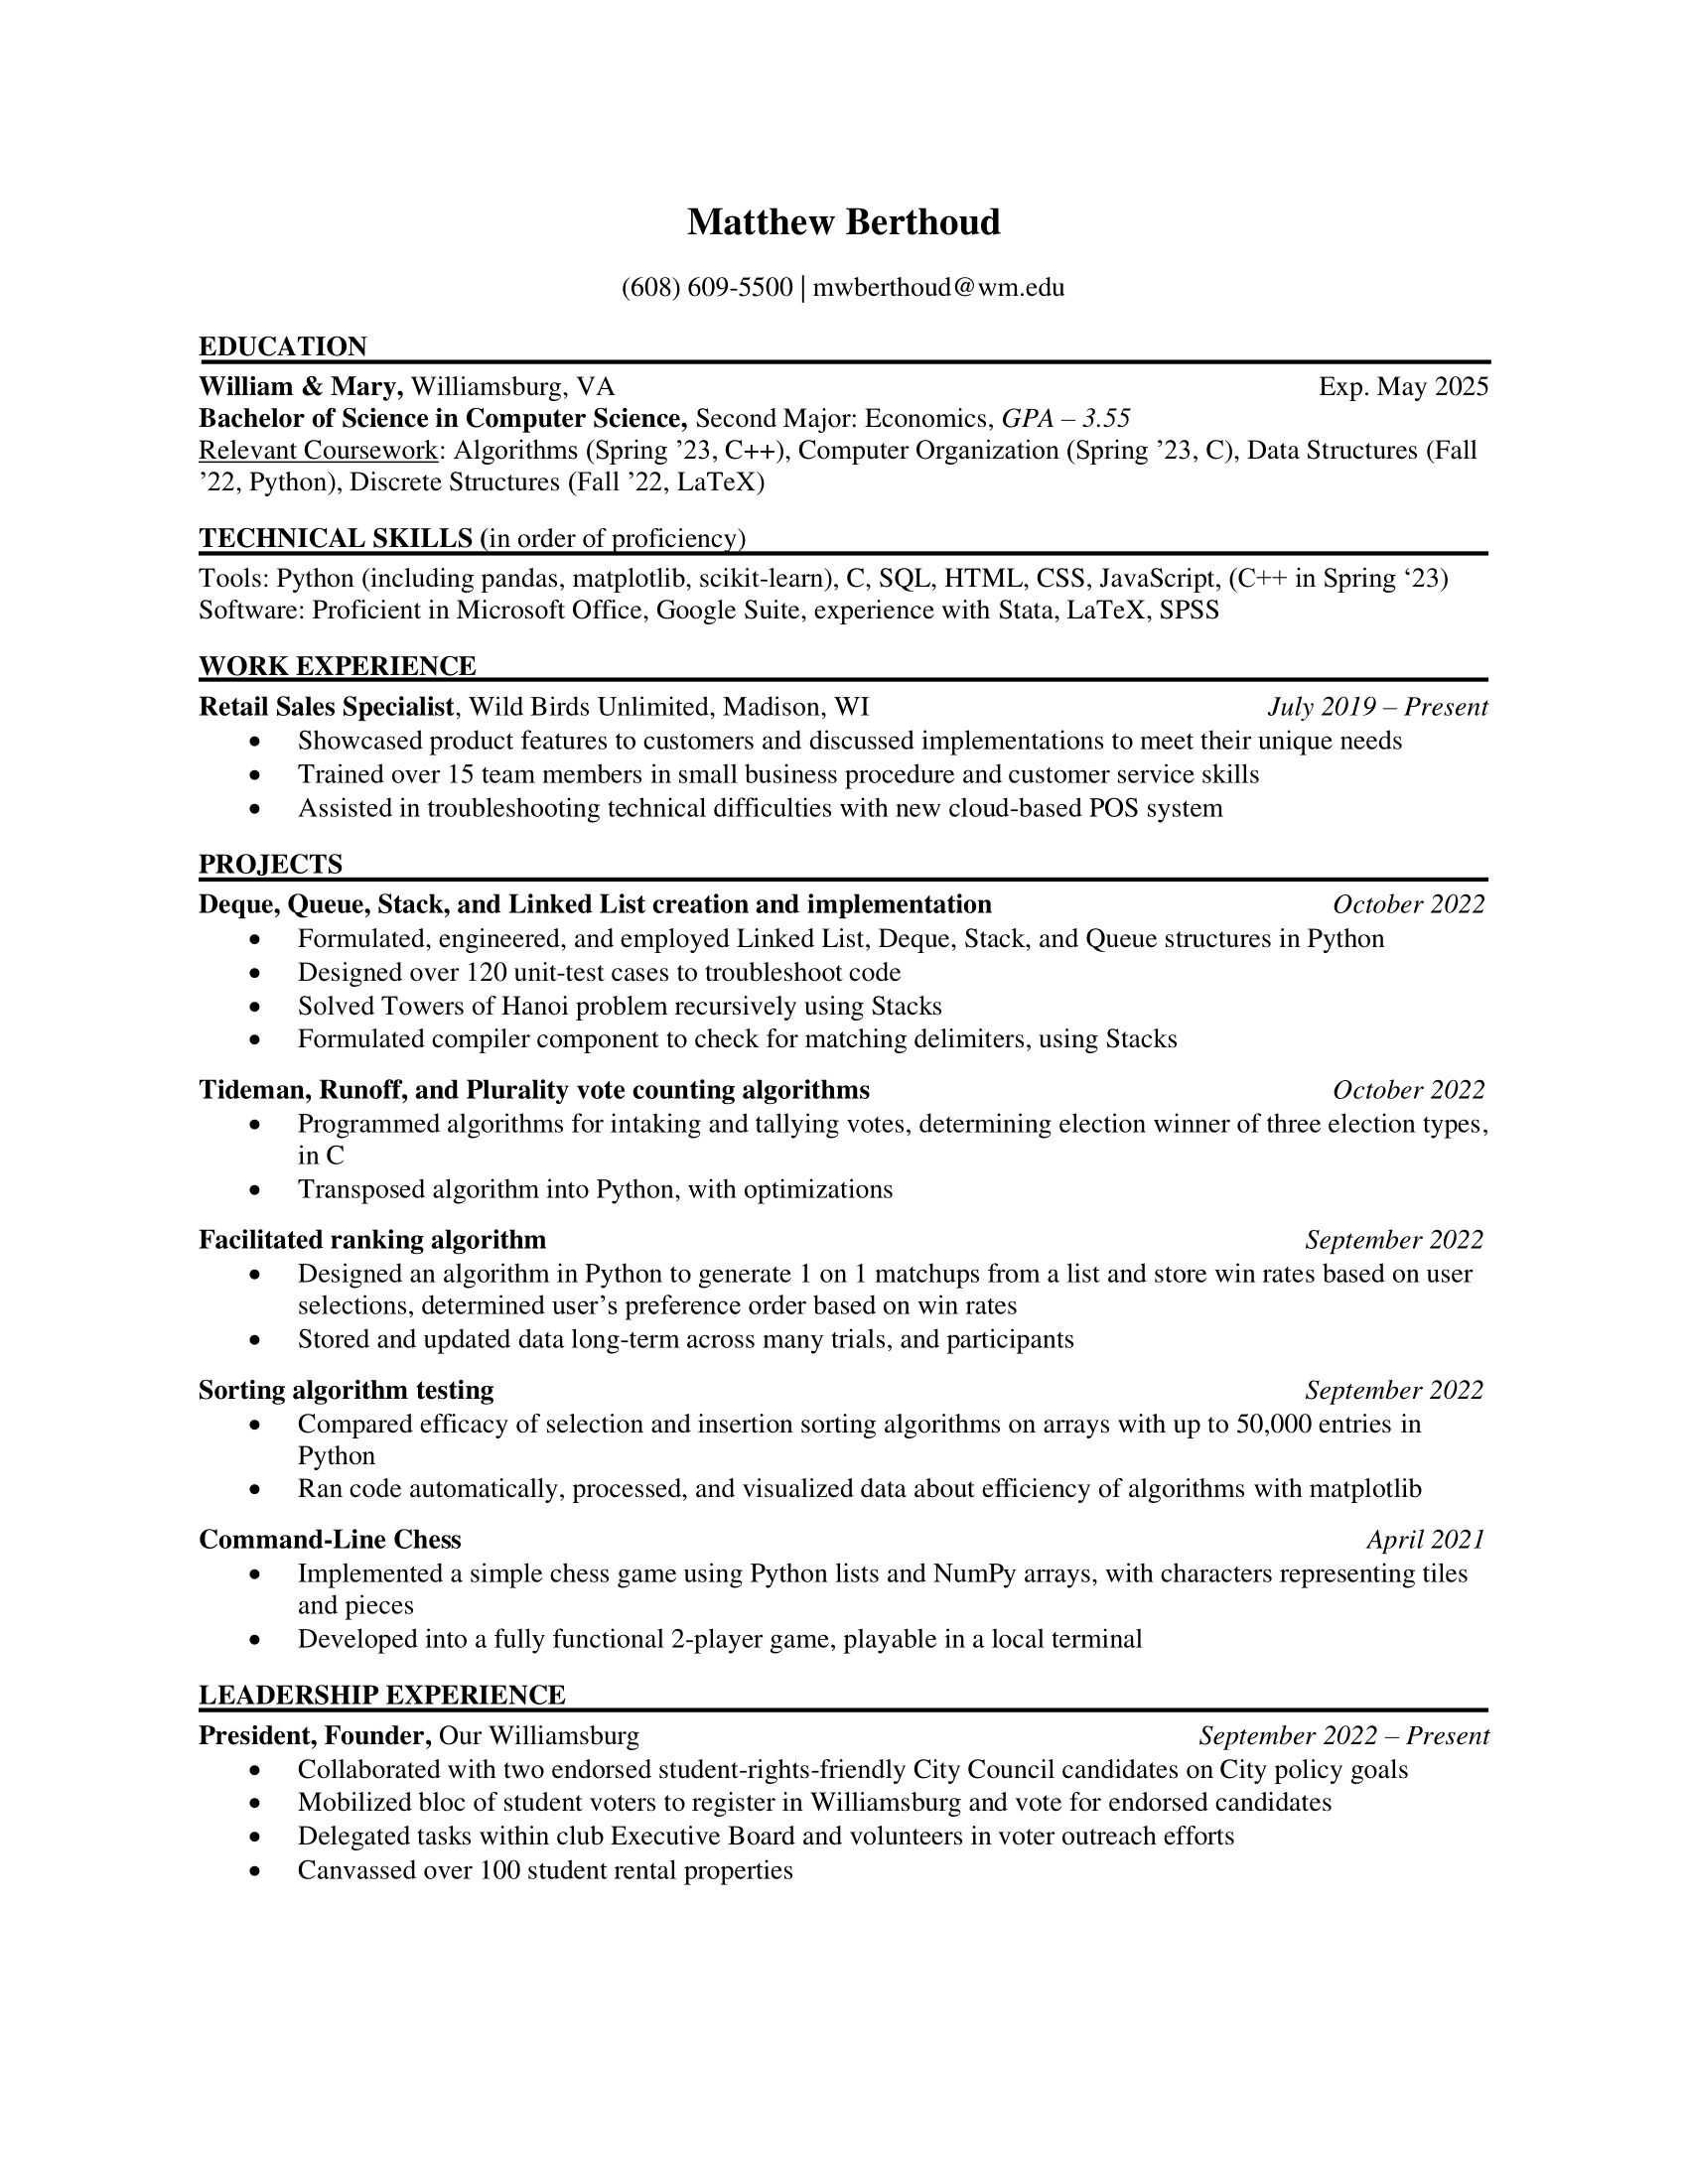 Matthew Berthoud
(608) 609-5500 | mwberthoud@wm.edu
EDUCATION
William & Mary, Williamsburg, VA Exp. May 2025
Bachelor of Science in Computer Science, Second Major: Economics, GPA – 3.55
Relevant Coursework: Algorithms (Spring ’23, C++), Computer Organization (Spring ’23, C), Data Structures (Fall
’22, Python), Discrete Structures (Fall ’22, LaTeX)
TECHNICAL SKILLS (in order of proficiency)
Tools: Python (including pandas, matplotlib, scikit-learn), C, SQL, HTML, CSS, JavaScript, (C++ in Spring ‘23)
Software: Proficient in Microsoft Office, Google Suite, experience with Stata, LaTeX, SPSS
WORK EXPERIENCE
Retail Sales Specialist, Wild Birds Unlimited, Madison, WI July 2019 – Present
• Showcased product features to customers and discussed implementations to meet their unique needs
• Trained over 15 team members in small business procedure and customer service skills
• Assisted in troubleshooting technical difficulties with new cloud-based POS system
PROJECTS
Deque, Queue, Stack, and Linked List creation and implementation October 2022
• Formulated, engineered, and employed Linked List, Deque, Stack, and Queue structures in Python
• Designed over 120 unit-test cases to troubleshoot code
• Solved Towers of Hanoi problem recursively using Stacks
• Formulated compiler component to check for matching delimiters, using Stacks
Tideman, Runoff, and Plurality vote counting algorithms October 2022
• Programmed algorithms for intaking and tallying votes, determining election winner of three election types,
in C
• Transposed algorithm into Python, with optimizations
Facilitated ranking algorithm September 2022
• Designed an algorithm in Python to generate 1 on 1 matchups from a list and store win rates based on user
selections, determined user’s preference order based on win rates
• Stored and updated data long-term across many trials, and participants
Sorting algorithm testing September 2022
• Compared efficacy of selection and insertion sorting algorithms on arrays with up to 50,000 entries in
Python
• Ran code automatically, processed, and visualized data about efficiency of algorithms with matplotlib
Command-Line Chess April 2021
• Implemented a simple chess game using Python lists and NumPy arrays, with characters representing tiles
and pieces
• Developed into a fully functional 2-player game, playable in a local terminal
LEADERSHIP EXPERIENCE
President, Founder, Our Williamsburg September 2022 – Present
• Collaborated with two endorsed student-rights-friendly City Council candidates on City policy goals
• Mobilized bloc of student voters to register in Williamsburg and vote for endorsed candidates
• Delegated tasks within club Executive Board and volunteers in voter outreach efforts
• Canvassed over 100 student rental properties